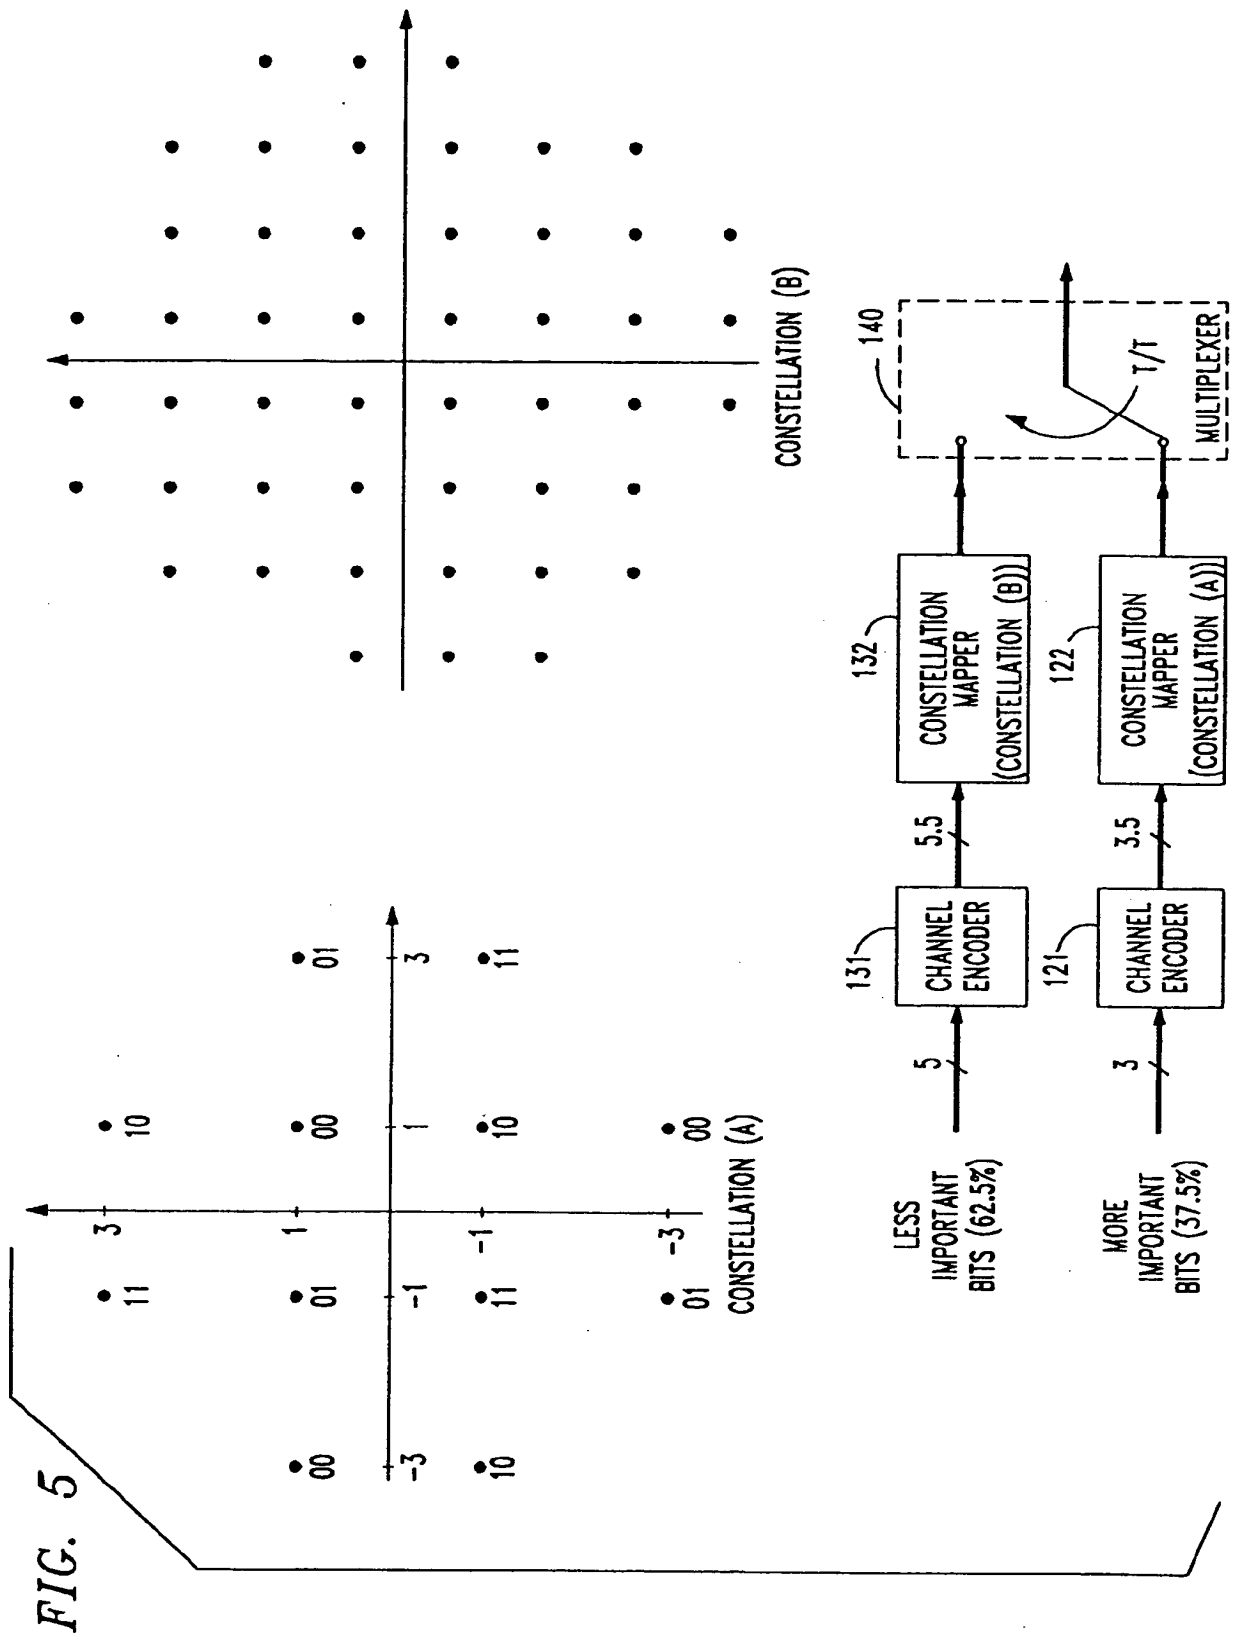 FIG. 5
3
1
-1
-3
-3
-1
1
3
11
10
00
01
00
01
10
11
10
11
01
00
CONSTELLATION (A)
CONSTELLATION (B)
LESS
IMPORTANT
BITS (62.5%)
5
131
CHANNEL
ENCODER
5.5
132
CONSTELLATION
MAPPER
(CONSTELLATION (B))
140
T/T
MULTIPLEXER
MORE
IMPORTANT
BITS (37.5%)
3
121
CHANNEL
ENCODER
3.5
122
CONSTELLATION
MAPPER
(CONSTELLATION (A))